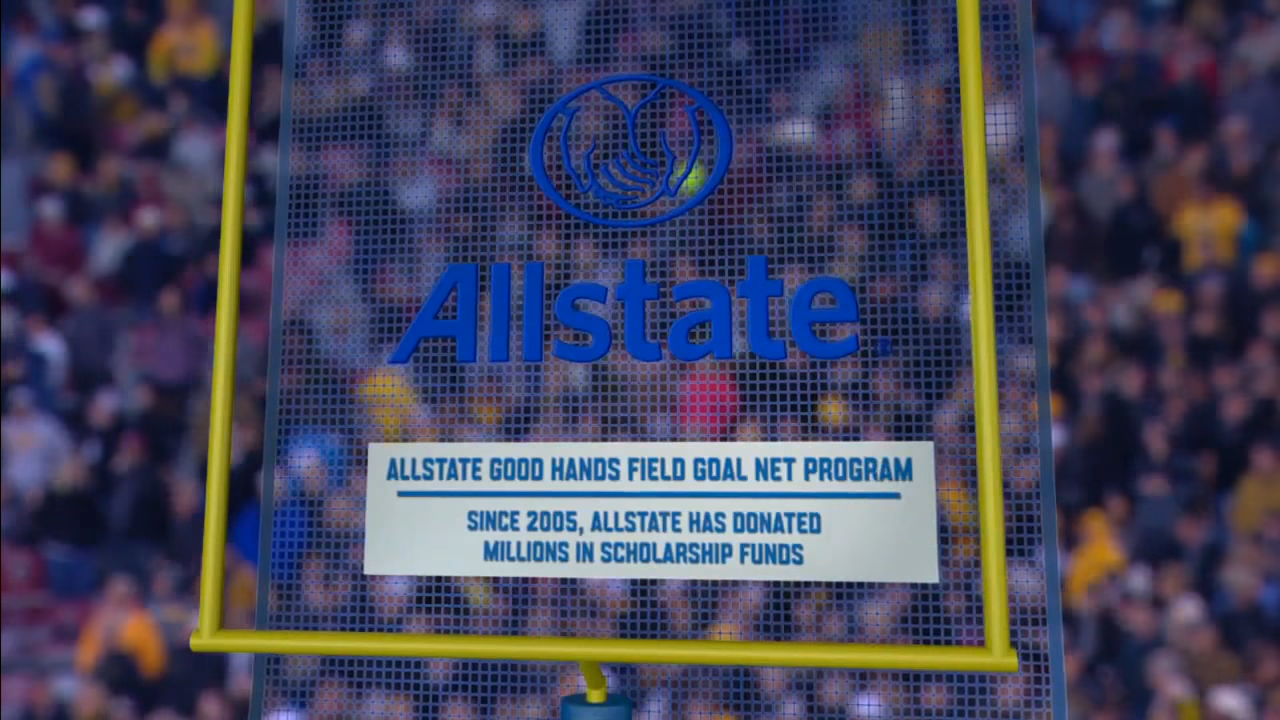 Allstate
ALLSTATE GOOD HANDS FIELD GOAL NET PROGRAM
SINCE 2005, ALLSTATE HAS DONATED
MILLIONS IN SCHOLARSHIP FUNDS